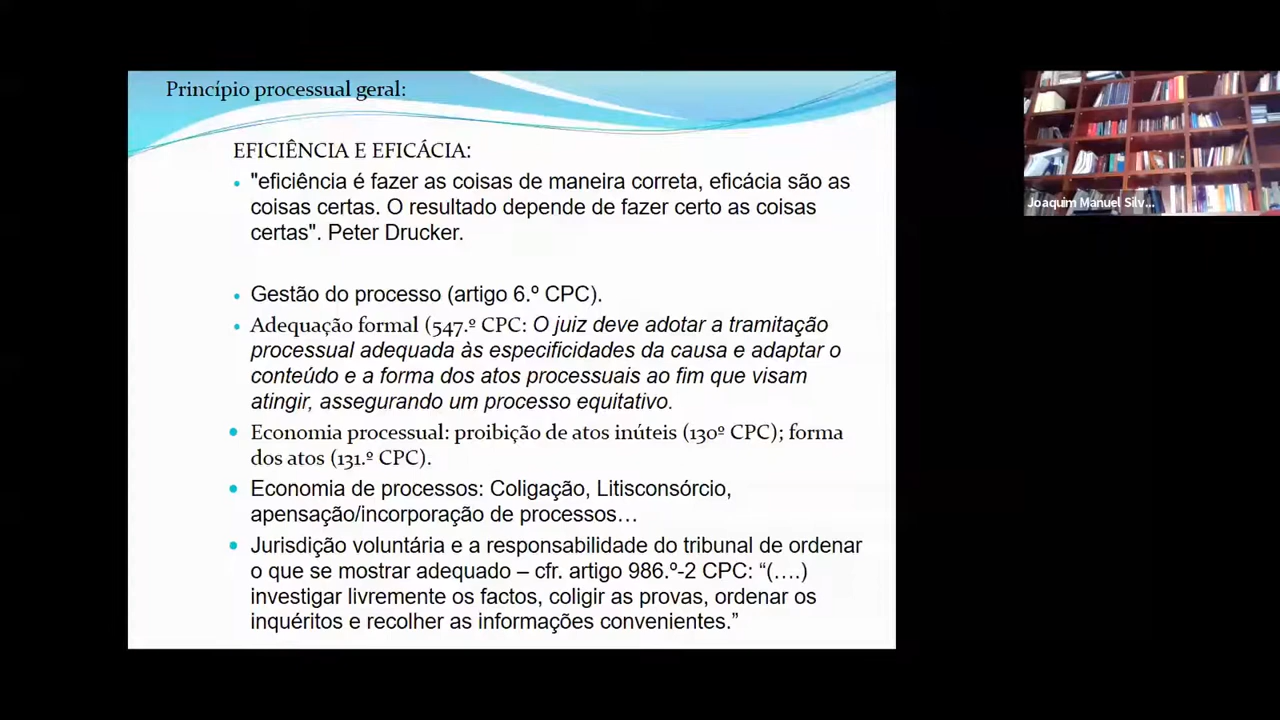 Princípio processual geral:
EFICIÊNCIA E EFICÁCIA:
• "eficiência é fazer as coisas de maneira correta, eficácia são as
coisas certas. O resultado depende de fazer certo as coisas
certas". Peter Drucker.
• Gestão do processo (artigo 6.º CPC).
• Adequação formal (547.º CPC: O juiz deve adotar a tramitação
processual adequada às especificidades da causa e adaptar o
conteúdo e a forma dos atos processuais ao fim que visam
atingir, assegurando um processo equitativo.
• Economia processual: proibição de atos inúteis (130º CPC); forma
dos atos (131.º CPC).
• Economia de processos: Coligação, Litisconsórcio,
apensação/incorporação de processos…
• Jurisdição voluntária e a responsabilidade do tribunal de ordenar
o que se mostrar adequado – cfr. artigo 986.º-2 CPC: “(….)
investigar livremente os factos, coligir as provas, ordenar os
inquéritos e recolher as informações convenientes.”
Joaquim Manuel Silv...